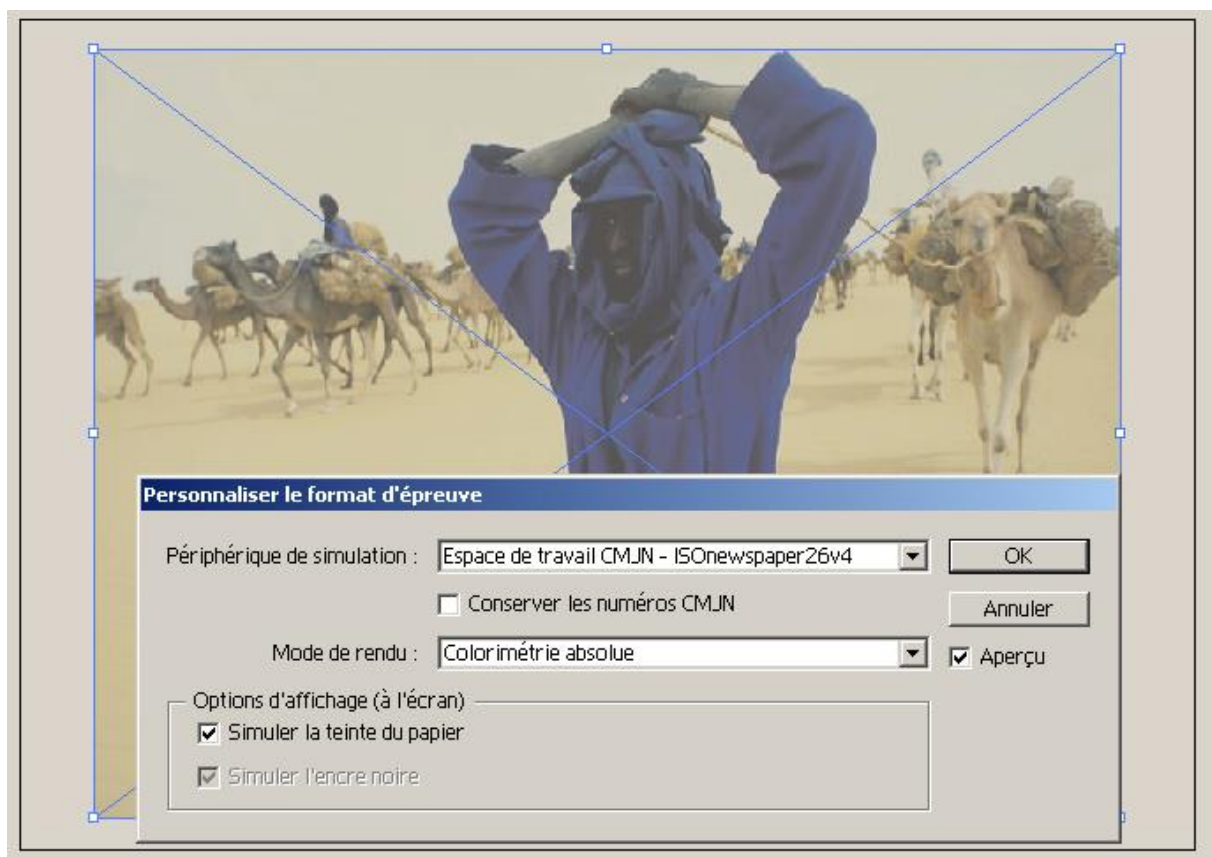 Personnaliser le format d'épreuve
Périphérique de simulation : Espace de travail CMJN - ISOnewspaper26v4 OK
Conserver les numéros CMJN Annuler
Mode de rendu : Colorimétrie absolue Aperçu
Options d'affichage (à l'écran)
Simuler la teinte du papier
Simuler l'encre noire